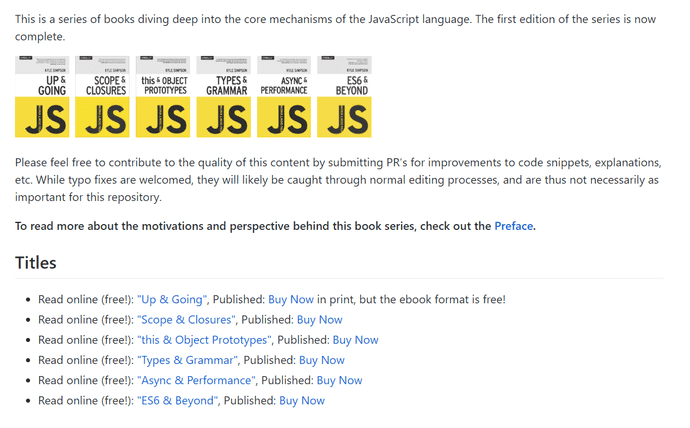 This is a series of books diving deep into the core mechanisms of the JavaScript language. The first edition of the series is now
complete.
KYLE SIMPSON
UP &
GOING
JS
KYLE SIMPSON
SCOPE &
CLOSURES
JS
KYLE SIMPSON
this & OBJECT
PROTOTYPES
JS
KYLE SIMPSON
TYPES &
GRAMMAR
JS
KYLE SIMPSON
ASYNC &
PERFORMANCE
JS
KYLE SIMPSON
ES6 &
BEYOND
JS
Please feel free to contribute to the quality of this content by submitting PR's for improvements to code snippets, explanations,
etc. While typo fixes are welcomed, they will likely be caught through normal editing processes, and are thus not necessarily as
important for this repository.
To read more about the motivations and perspective behind this book series, check out the Preface.
Titles
• Read online (free!): "Up & Going", Published: Buy Now in print, but the ebook format is free!
• Read online (free!): "Scope & Closures", Published: Buy Now
• Read online (free!): "this & Object Prototypes", Published: Buy Now
• Read online (free!): "Types & Grammar", Published: Buy Now
• Read online (free!): "Async & Performance", Published: Buy Now
• Read online (free!): "ES6 & Beyond", Published: Buy Now